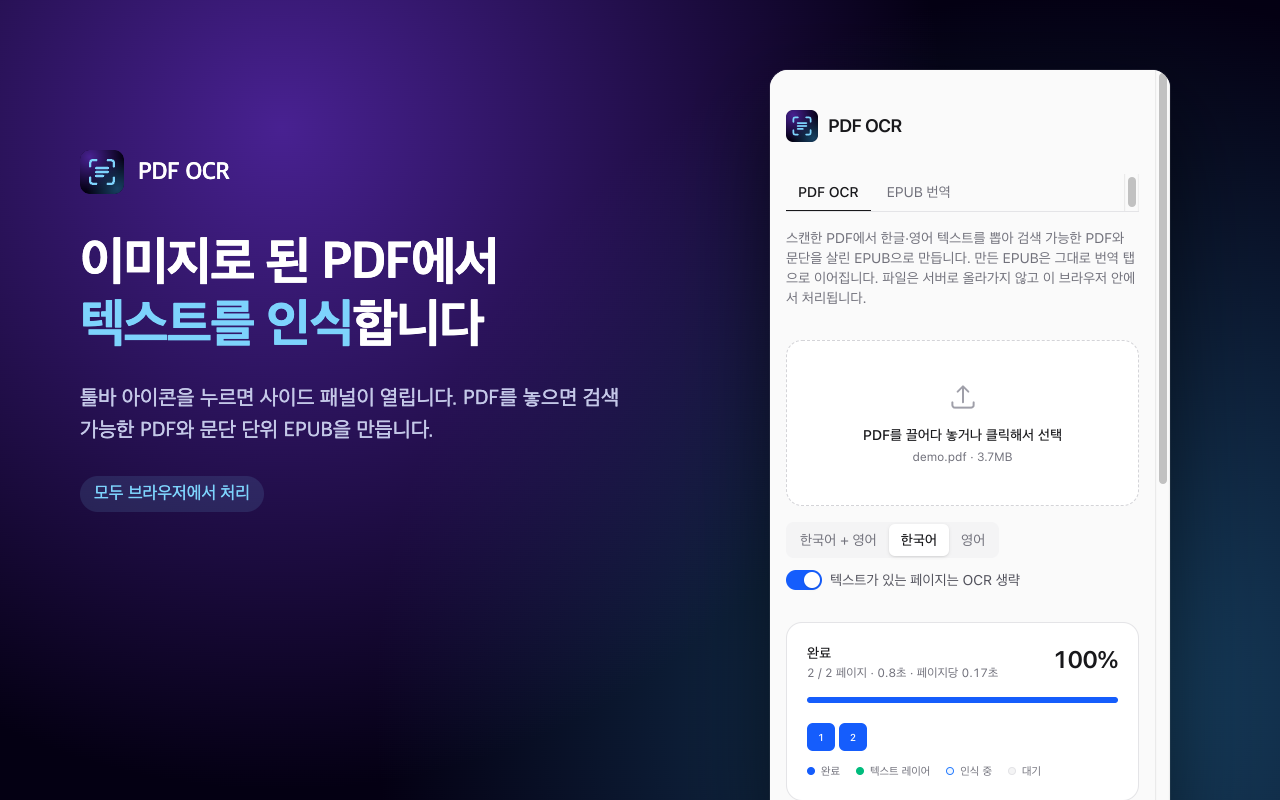 PDF OCR
이미지로 된 PDF에서
텍스트를 인식합니다
툴바 아이콘을 누르면 사이드 패널이 열립니다. PDF를 놓으면 검색
가능한 PDF와 문단 단위 EPUB을 만듭니다.
모두 브라우저에서 처리
PDF OCR
PDF OCR
EPUB 번역
스캔한 PDF에서 한글·영어 텍스트를 뽑아 검색 가능한 PDF와
문단을 살린 EPUB으로 만듭니다. 만든 EPUB은 그대로 번역 탭
으로 이어집니다. 파일은 서버로 올라가지 않고 이 브라우저 안에
서 처리됩니다.
PDF를 끌어다 놓거나 클릭해서 선택
demo.pdf · 3.7MB
한국어 + 영어
한국어
영어
텍스트가 있는 페이지는 OCR 생략
완료
100%
2 / 2 페이지 · 0.8초 · 페이지당 0.17초
1
2
완료
텍스트 레이어
인식 중
대기